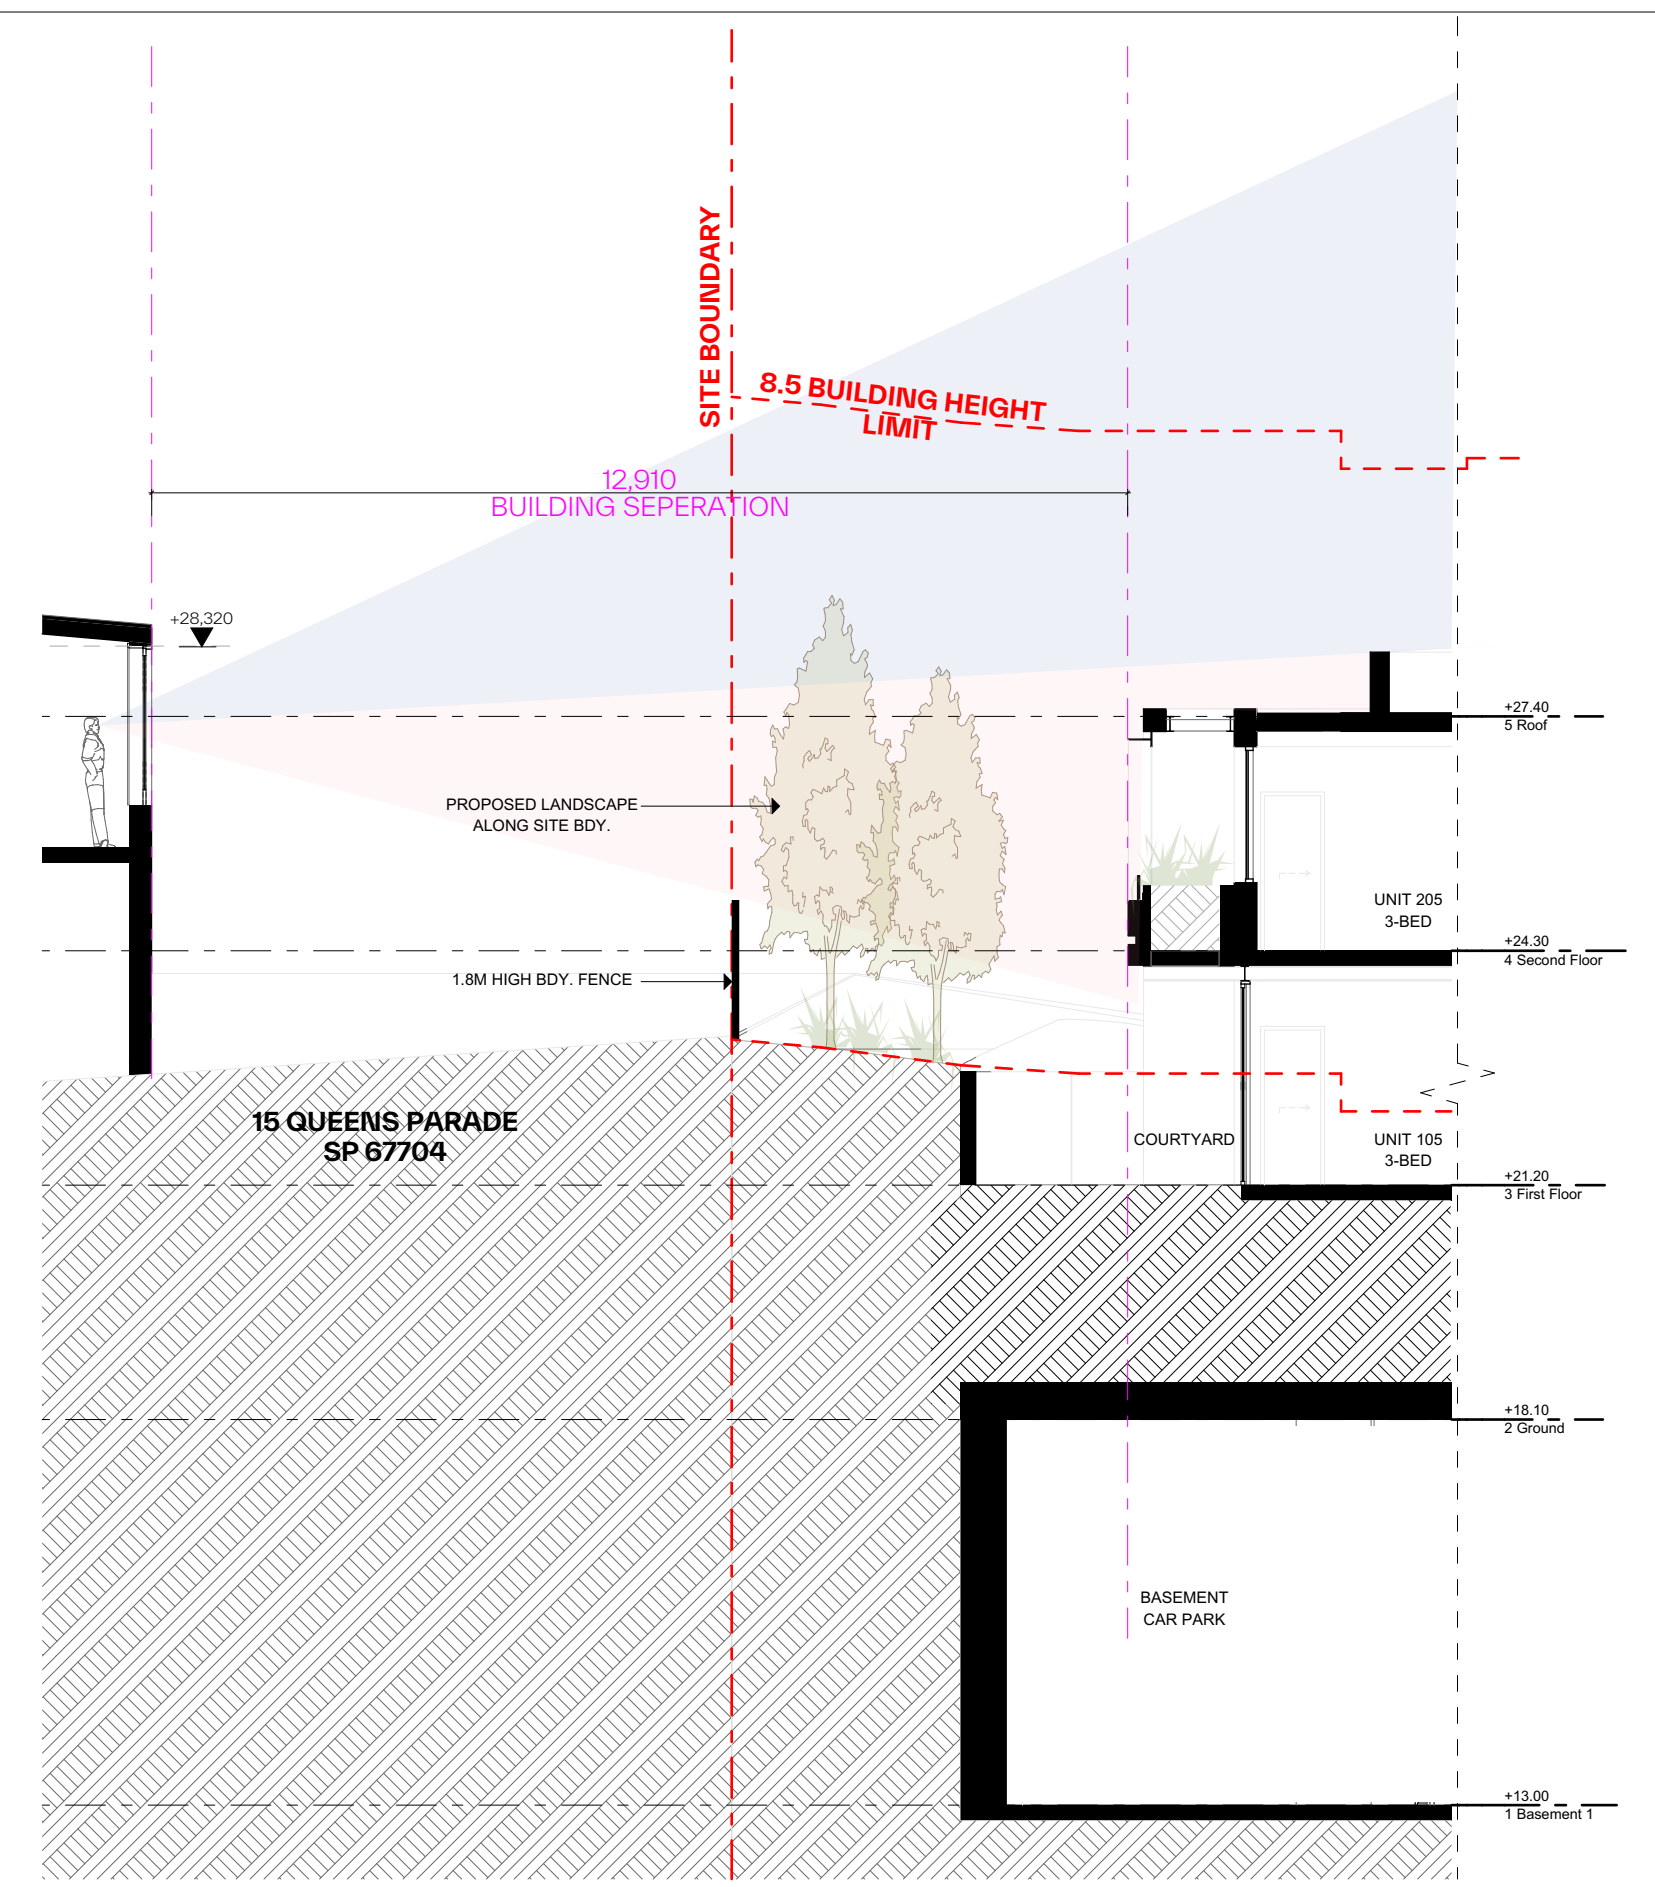 SITE BOUNDARY
8.5 BUILDING HEIGHT
LIMIT
12,910
BUILDING SEPERATION
+28,320
+27.40
5 Roof
PROPOSED LANDSCAPE
ALONG SITE BDY.
UNIT 205
3-BED
+24.30
4 Second Floor
1.8M HIGH BDY. FENCE
15 QUEENS PARADE
SP 67704
COURTYARD
UNIT 105
3-BED
+21.20
3 First Floor
+18.10
2 Ground
BASEMENT
CAR PARK
+13.00
1 Basement 1